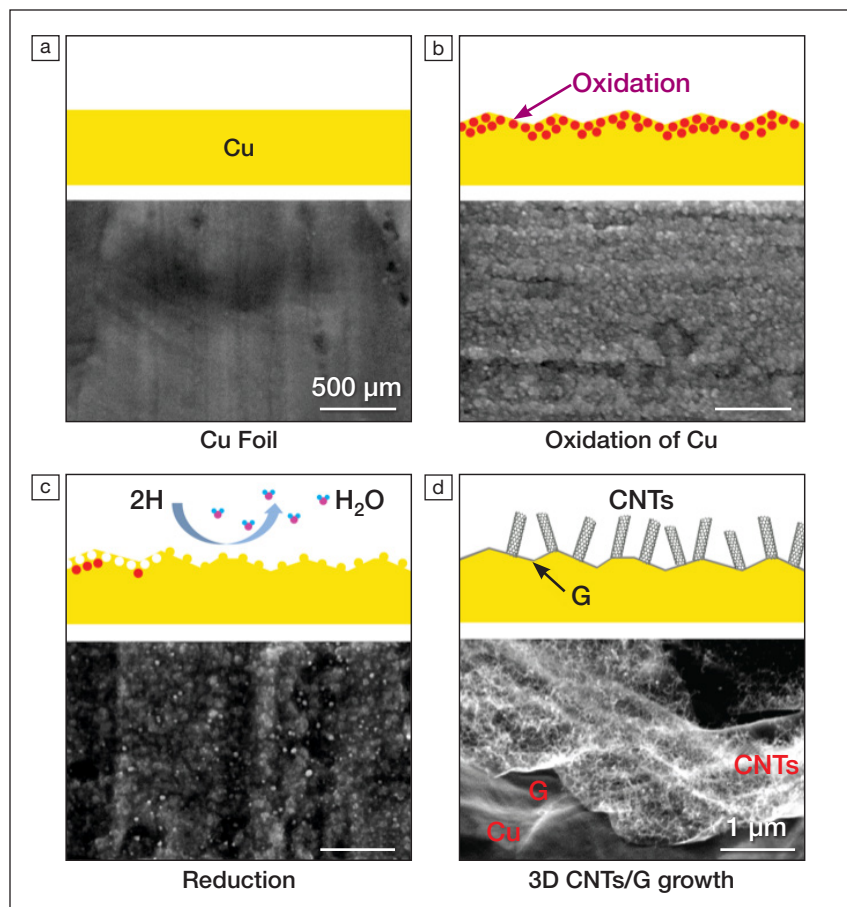 a
Cu
500 µm
Cu Foil
b
Oxidation
Oxidation of Cu
c
2H
H₂O
Reduction
d
CNTs
G
CNTs
G
Cu
1 µm
3D CNTs/G growth